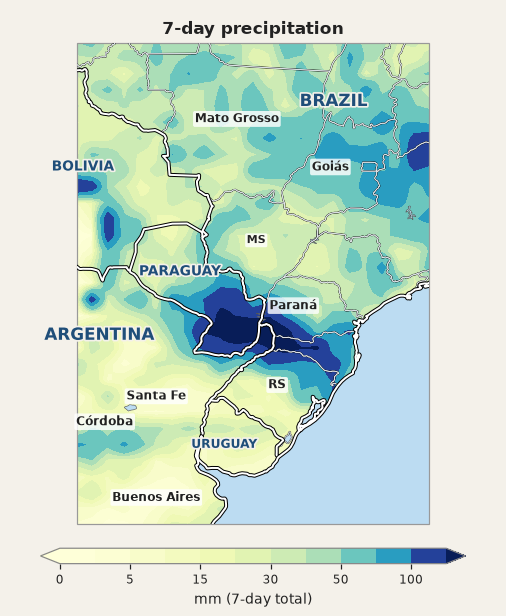 7-day precipitation
BRAZIL
Mato Grosso
BOLIVIA
Goiás
MS
PARAGUAY
Paraná
ARGENTINA
RS
Santa Fe
Córdoba
URUGUAY
Buenos Aires
0 5 15 30 50 100
mm (7-day total)